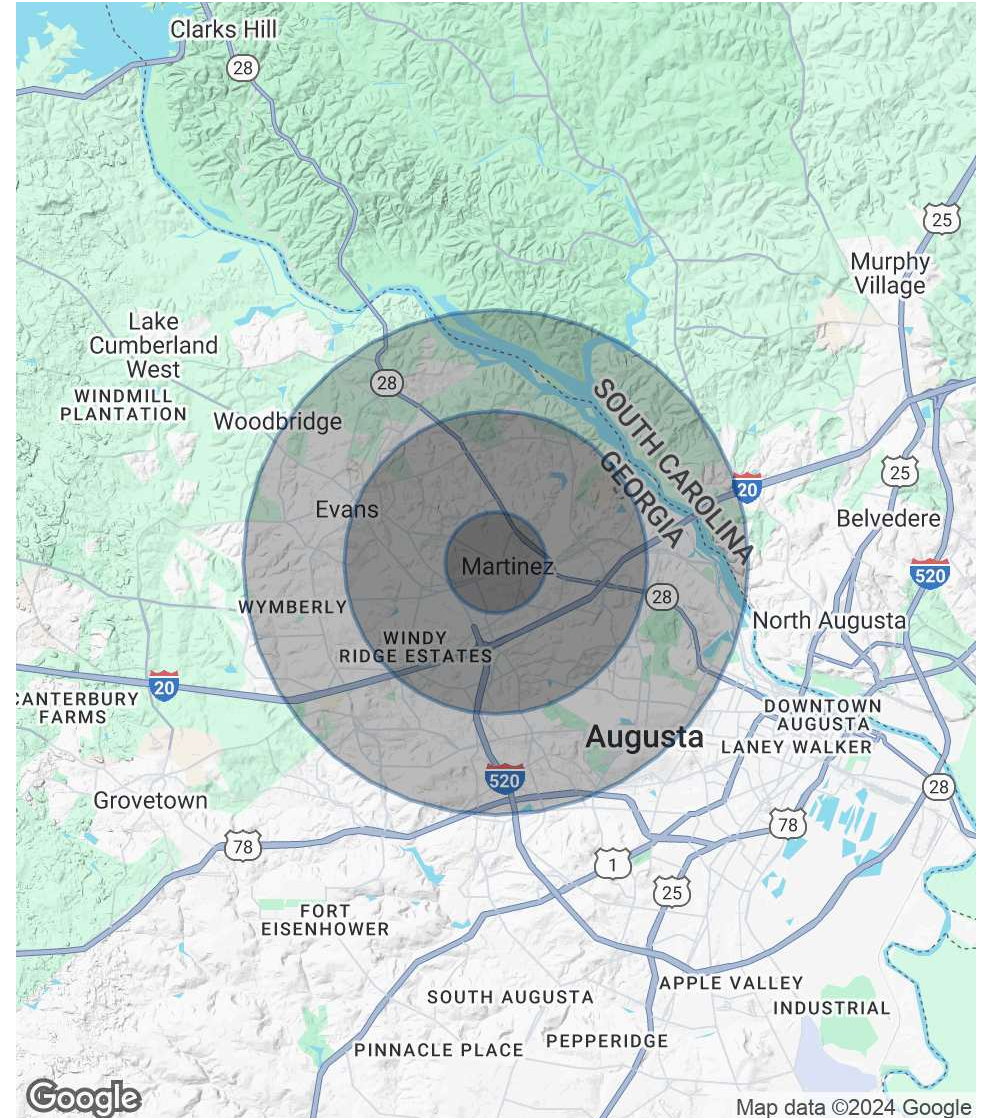 Clarks Hill
28
25
Murphy
Village
Lake
Cumberland
West
WINDMILL
PLANTATION
28
Woodbridge
SOUTH CAROLINA
GEORGIA
25
20
Evans
Belvedere
Martinez
520
28
WYMBERLY
North Augusta
WINDY
RIDGE ESTATES
20
CANTERBURY
FARMS
DOWNTOWN
AUGUSTA
Augusta
LANEY WALKER
520
28
Grovetown
78
78
1
25
FORT
EISENHOWER
APPLE VALLEY
SOUTH AUGUSTA
INDUSTRIAL
PEPPERIDGE
PINNACLE PLACE
Google
Map data ©2024 Google